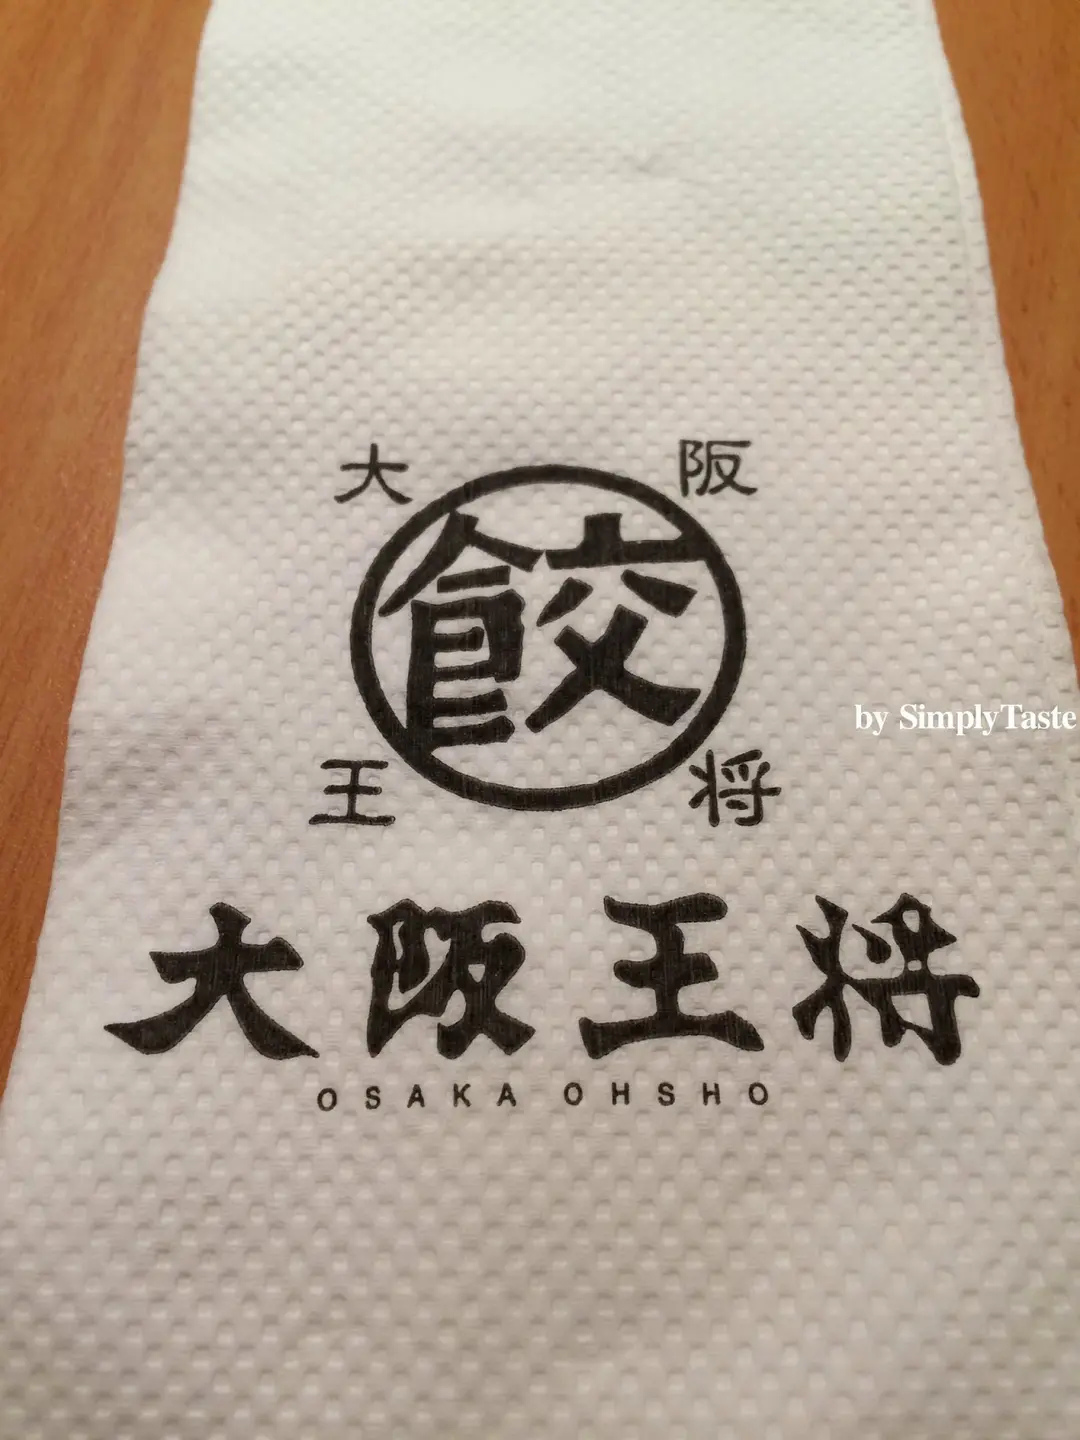 大 阪
餃
by SimplyTaste
王 将
大阪王将
OSAKA OHSHO